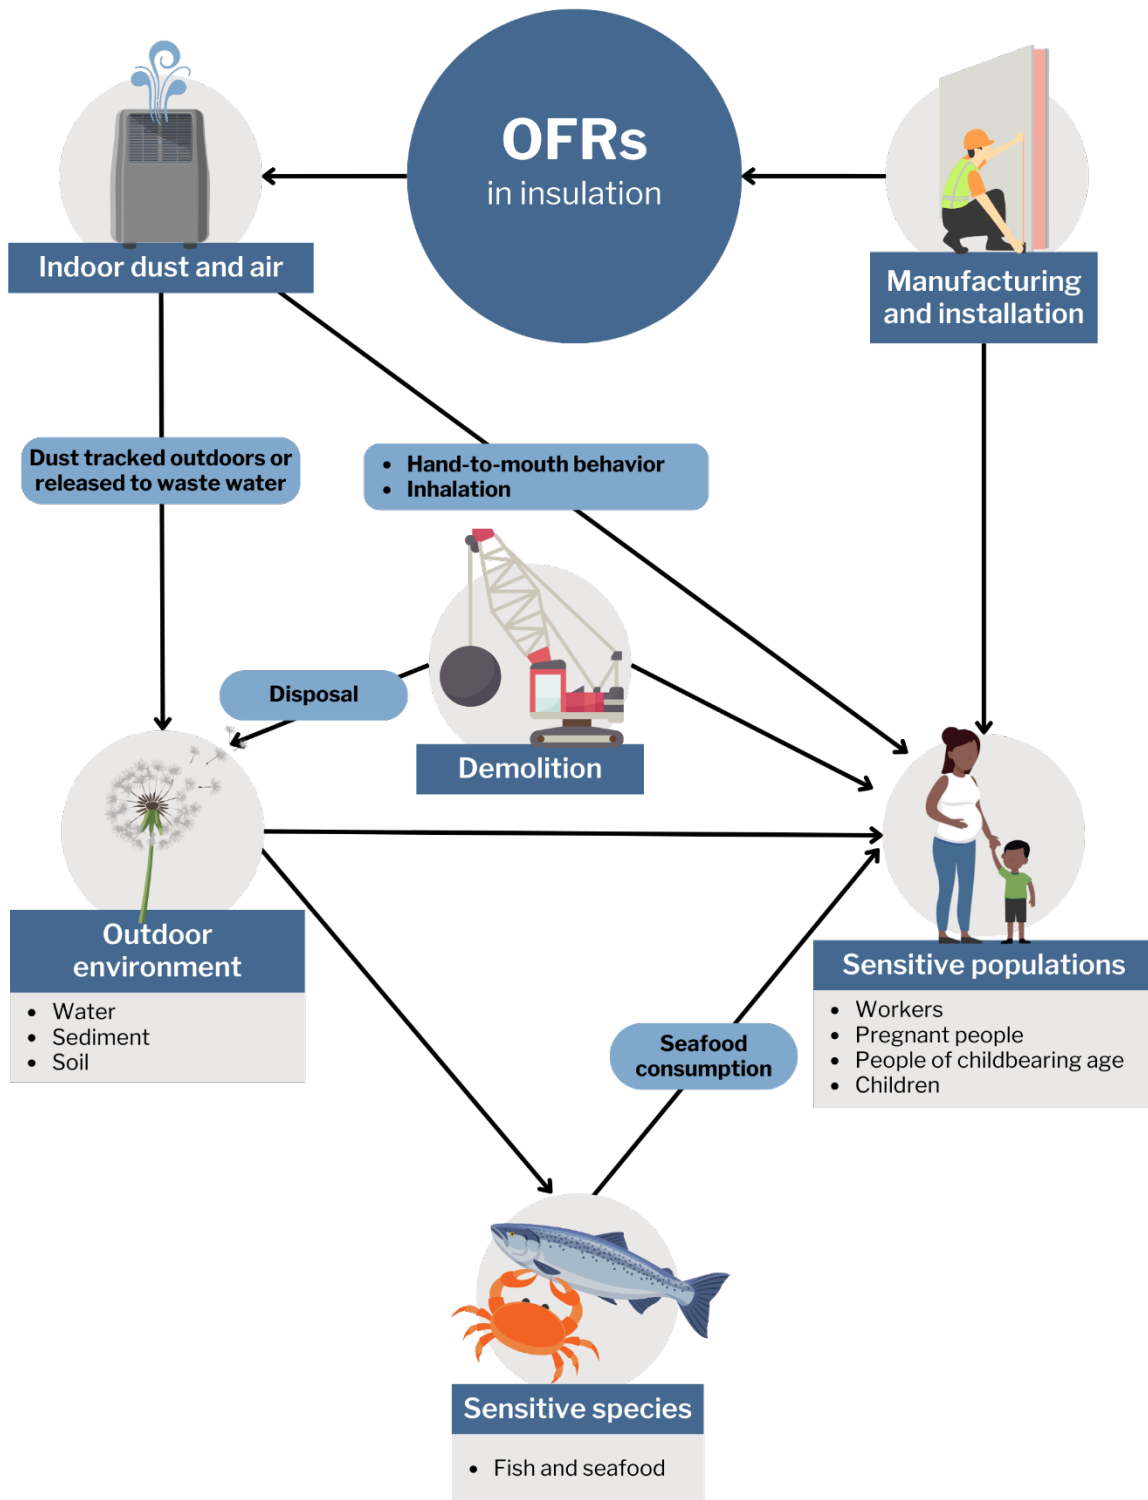 OFRs
in insulation
Indoor dust and air
Manufacturing
and installation
Dust tracked outdoors or
released to waste water
• Hand-to-mouth behavior
• Inhalation
Disposal
Demolition
Outdoor
environment
• Water
• Sediment
• Soil
Sensitive populations
• Workers
• Pregnant people
• People of childbearing age
• Children
Seafood
consumption
Sensitive species
• Fish and seafood